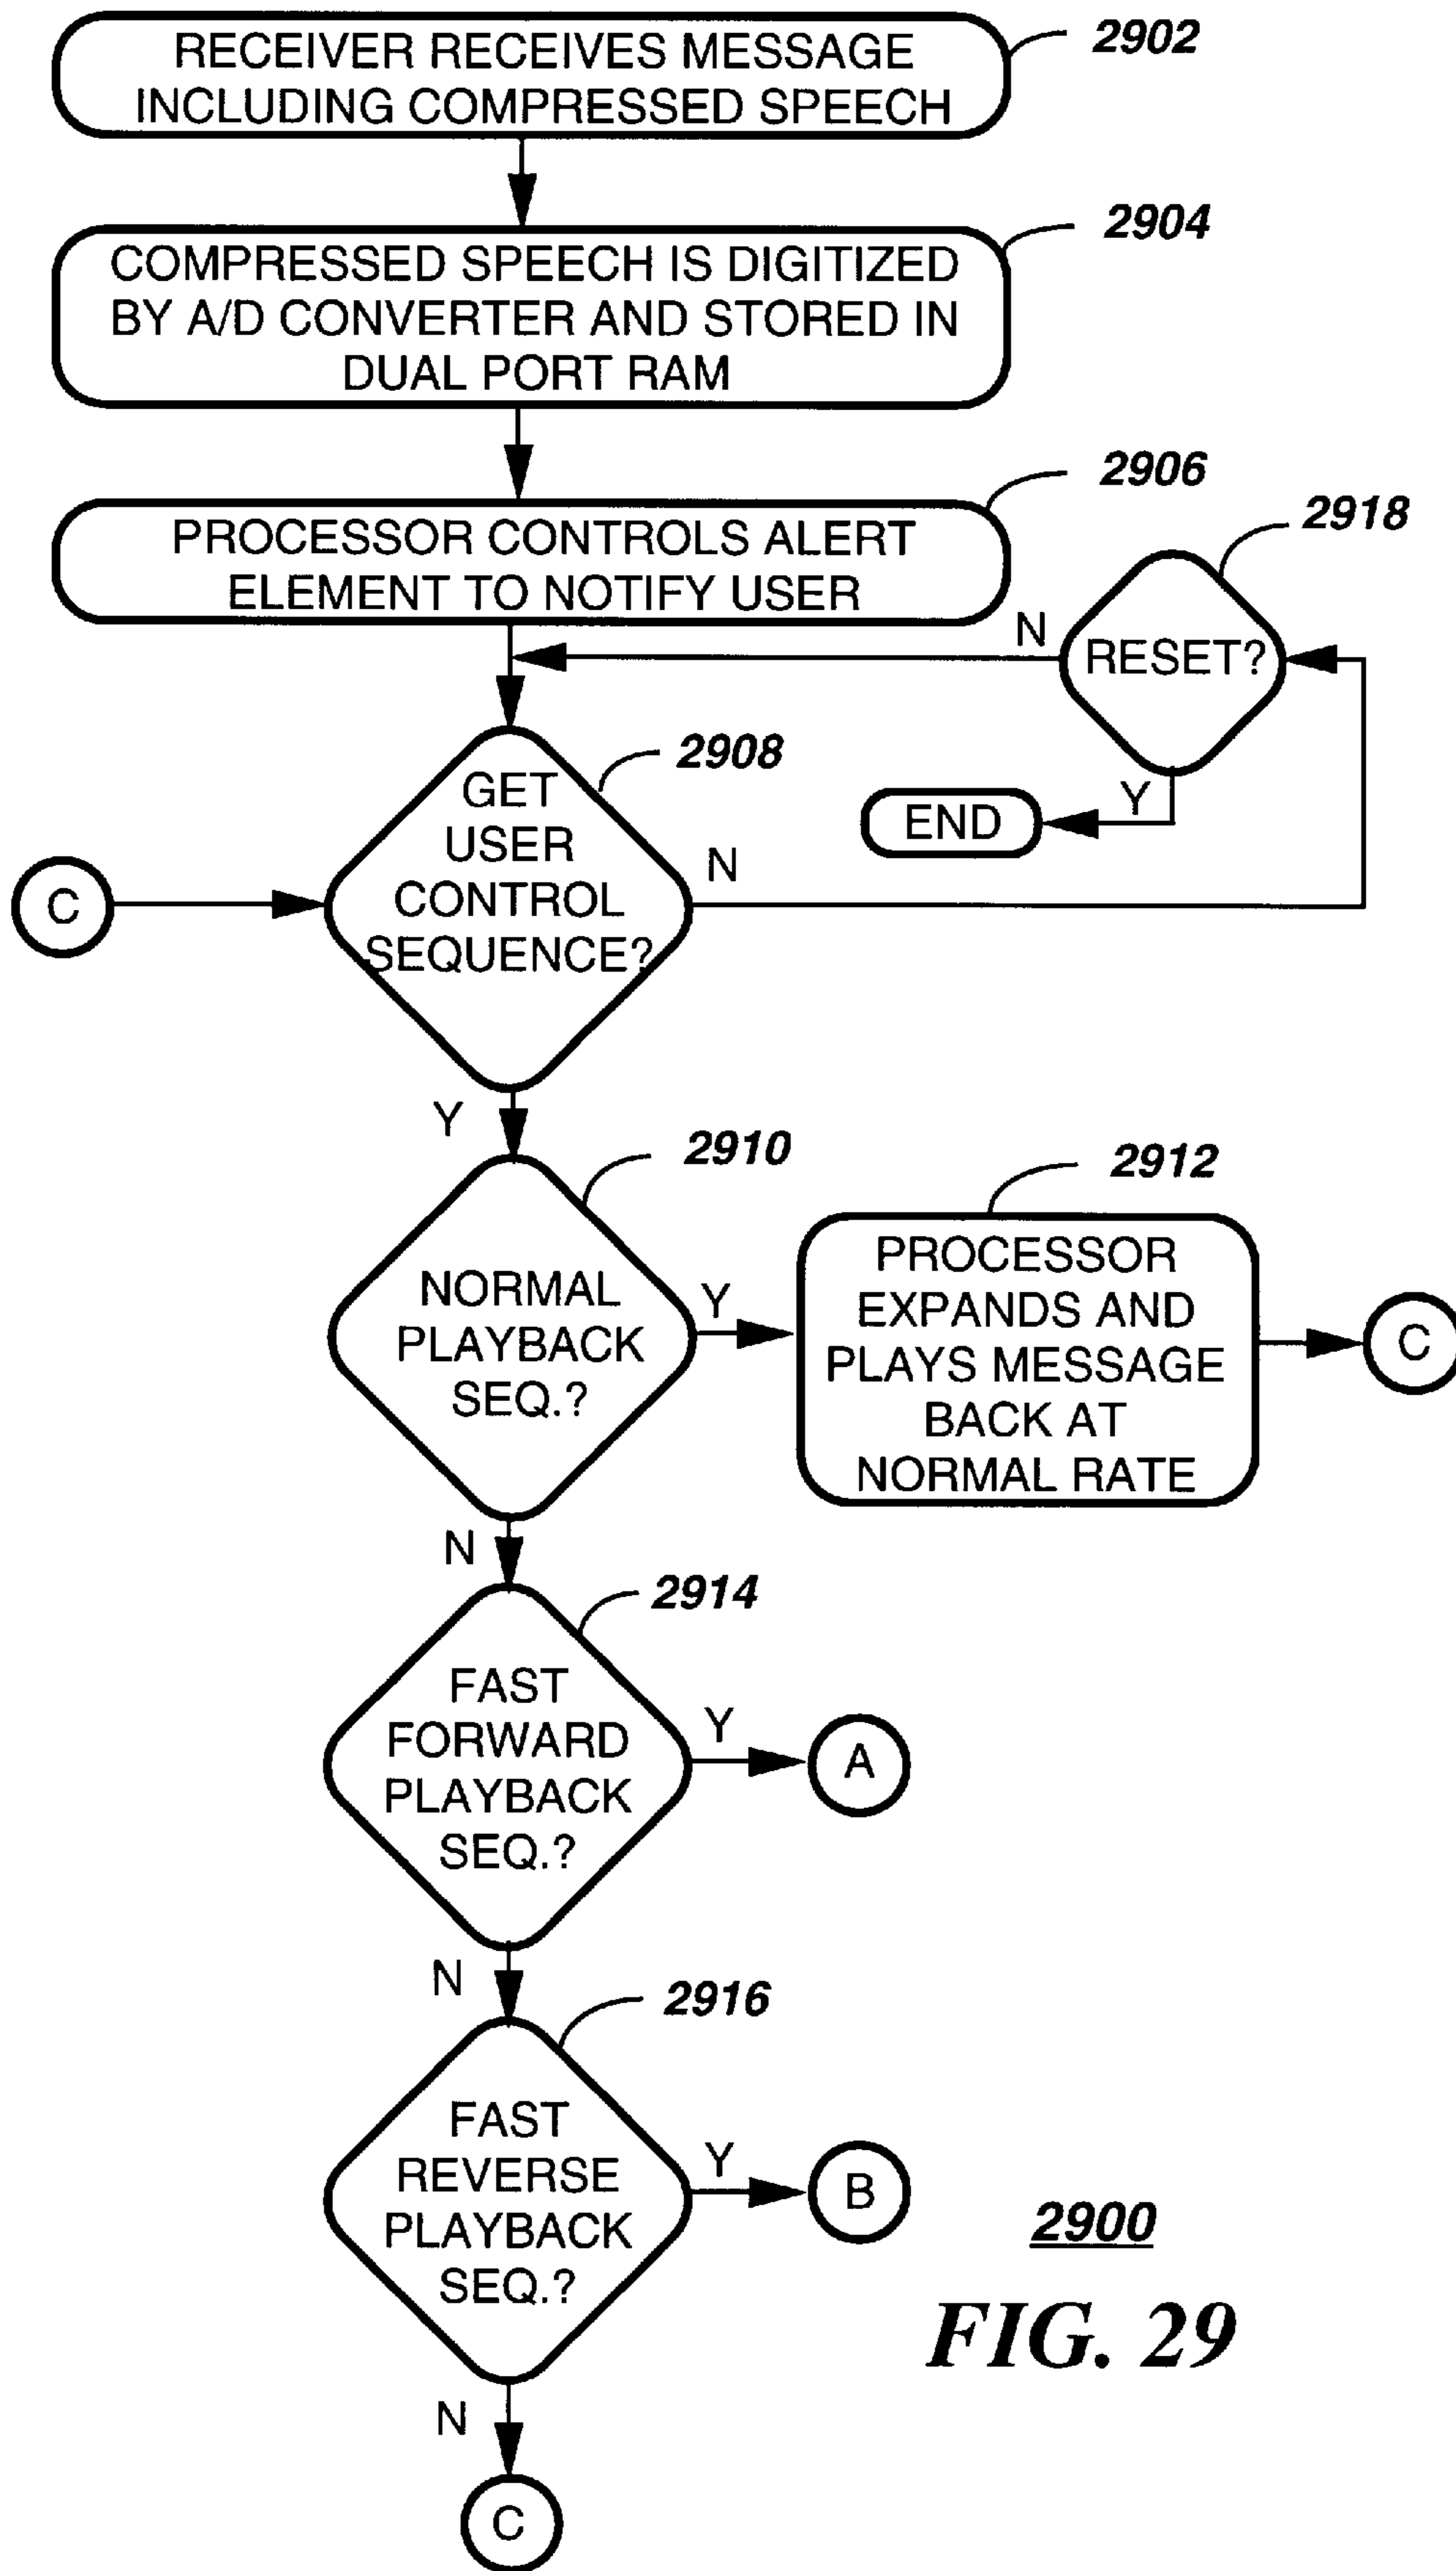 RECEIVER RECEIVES MESSAGE
INCLUDING COMPRESSED SPEECH
2902
COMPRESSED SPEECH IS DIGITIZED
BY A/D CONVERTER AND STORED IN
DUAL PORT RAM
2904
PROCESSOR CONTROLS ALERT
ELEMENT TO NOTIFY USER
2906
2918
RESET?
N
Y
END
GET
USER
CONTROL
SEQUENCE?
2908
N
C
Y
NORMAL
PLAYBACK
SEQ.?
2910
Y
PROCESSOR
EXPANDS AND
PLAYS MESSAGE
BACK AT
NORMAL RATE
2912
C
N
FAST
FORWARD
PLAYBACK
SEQ.?
2914
Y
A
N
FAST
REVERSE
PLAYBACK
SEQ.?
2916
Y
B
N
C
2900
FIG. 29